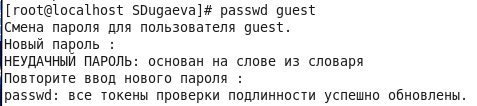 [root@localhost SDugaeva]# passwd guest
Смена пароля для пользователя guest.
Новый пароль :
НЕУДАЧНЫЙ ПАРОЛЬ: основан на слове из словаря
Повторите ввод нового пароля :
passwd: все токены проверки подлинности успешно обновлены.